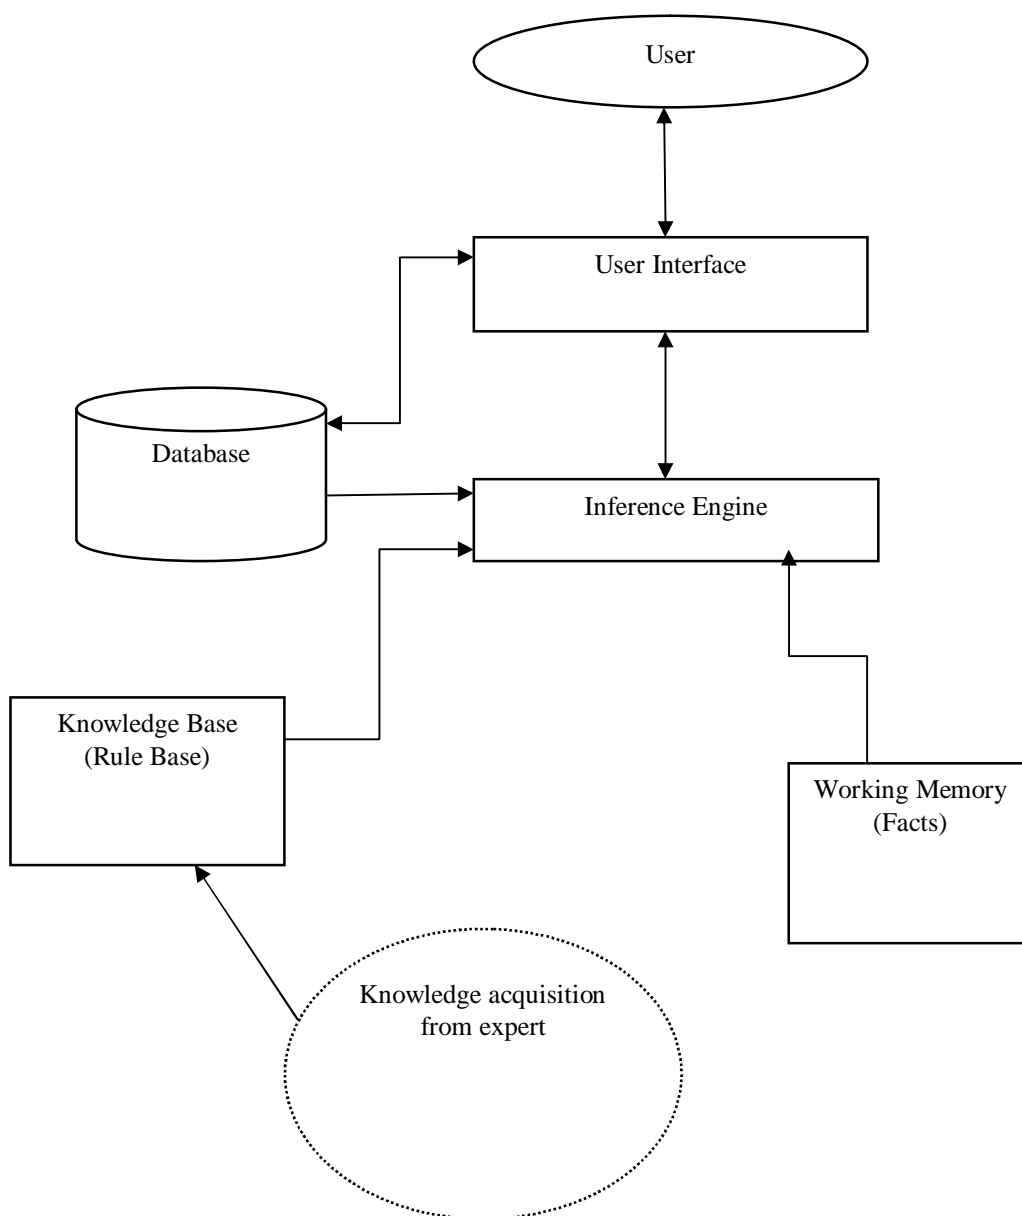 User
User Interface
Database
Inference Engine
Knowledge Base
(Rule Base)
Working Memory
(Facts)
Knowledge acquisition
from expert